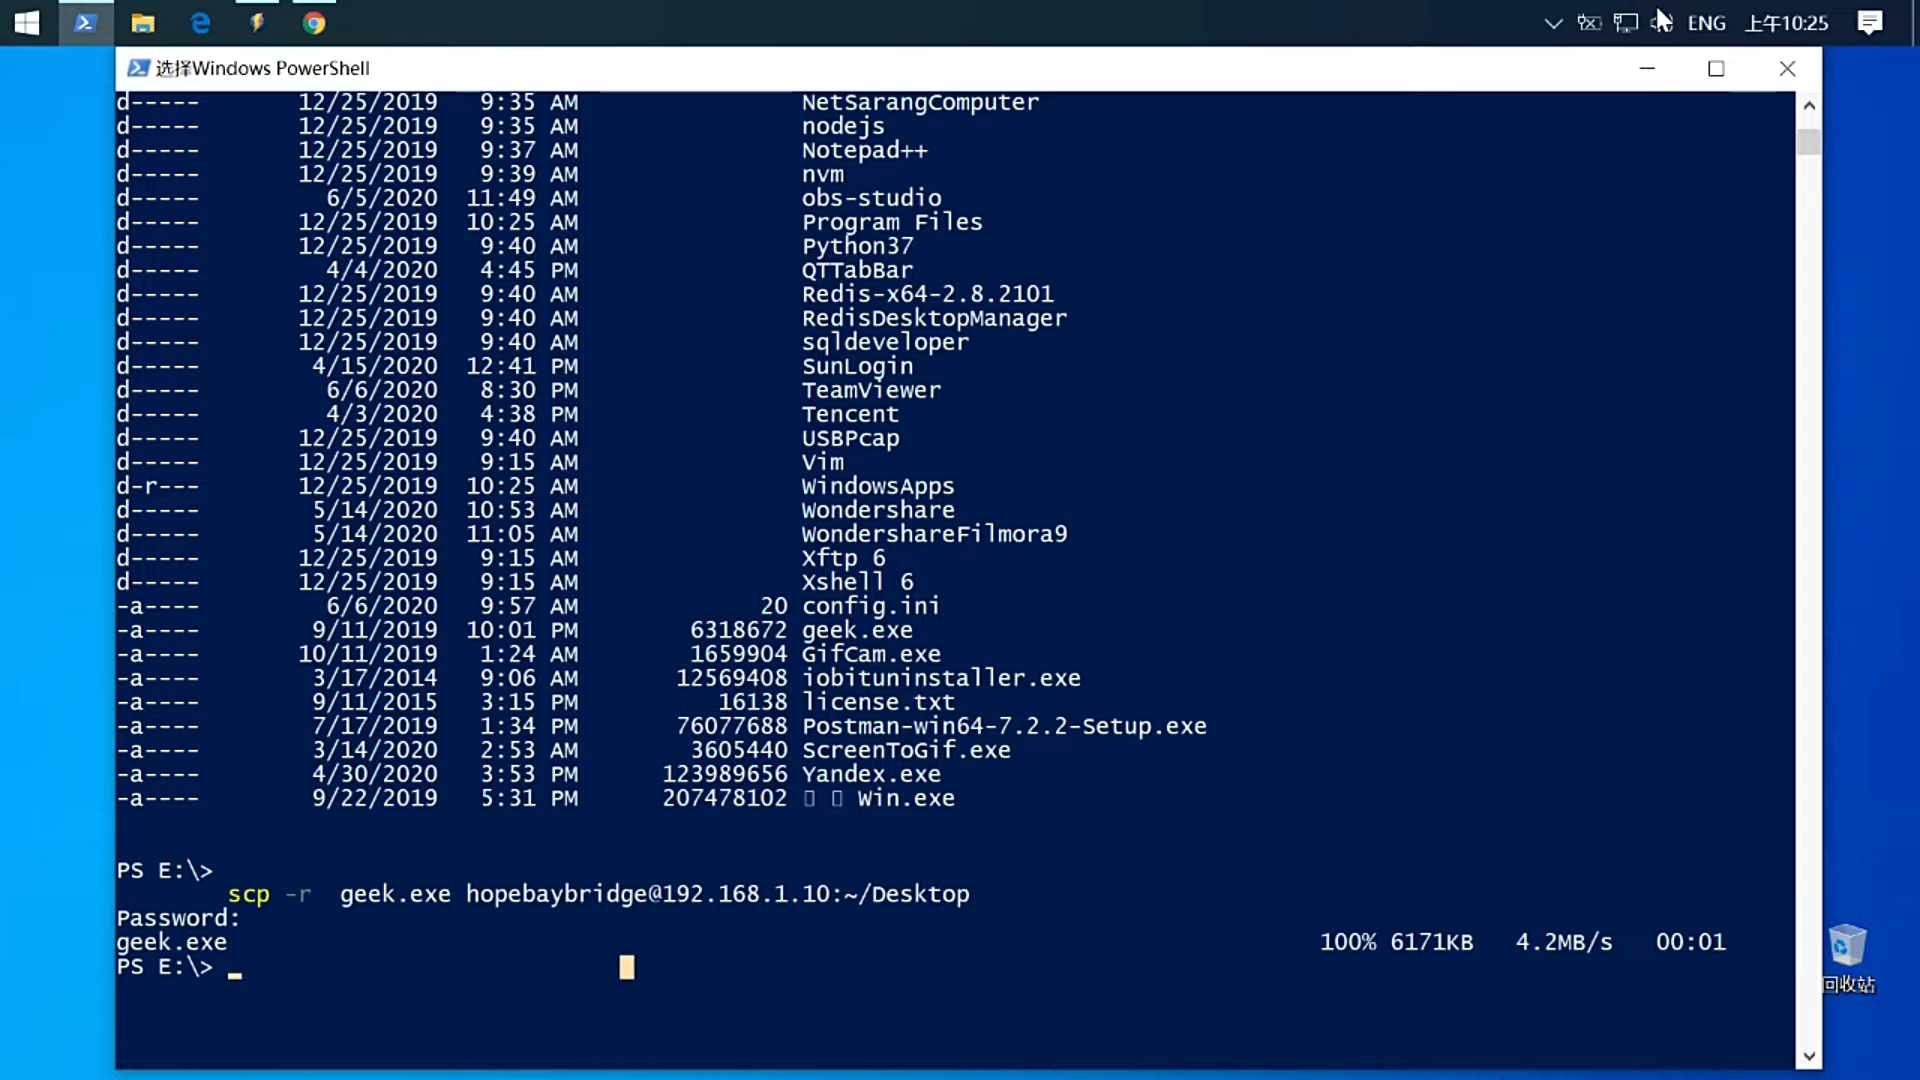 ENG 上午10:25
选择Windows PowerShell
d----- 12/25/2019 9:35 AM NetSarangComputer
d----- 12/25/2019 9:35 AM nodejs
d----- 12/25/2019 9:37 AM Notepad++
d----- 12/25/2019 9:39 AM nvm
d----- 6/5/2020 11:49 AM obs-studio
d----- 12/25/2019 10:25 AM Program Files
d----- 12/25/2019 9:40 AM Python37
d----- 4/4/2020 4:45 PM QTTabBar
d----- 12/25/2019 9:40 AM Redis-x64-2.8.2101
d----- 12/25/2019 9:40 AM RedisDesktopManager
d----- 12/25/2019 9:40 AM sqldeveloper
d----- 4/15/2020 12:41 PM SunLogin
d----- 6/6/2020 8:30 PM TeamViewer
d----- 4/3/2020 4:38 PM Tencent
d----- 12/25/2019 9:40 AM USBPcap
d----- 12/25/2019 9:15 AM Vim
d-r--- 12/25/2019 10:25 AM WindowsApps
d----- 5/14/2020 10:53 AM Wondershare
d----- 5/14/2020 11:05 AM WondershareFilmora9
d----- 12/25/2019 9:15 AM Xftp 6
d----- 12/25/2019 9:15 AM Xshell 6
-a---- 6/6/2020 9:57 AM 20 config.ini
-a---- 9/11/2019 10:01 PM 6318672 geek.exe
-a---- 10/11/2019 1:24 AM 1659904 GifCam.exe
-a---- 3/17/2014 9:06 AM 12569408 iobituninstaller.exe
-a---- 9/11/2015 3:15 PM 16138 license.txt
-a---- 7/17/2019 1:34 PM 76077688 Postman-win64-7.2.2-Setup.exe
-a---- 3/14/2020 2:53 AM 3605440 ScreenToGif.exe
-a---- 4/30/2020 3:53 PM 123989656 Yandex.exe
-a---- 9/22/2019 5:31 PM 207478102 Win.exe
PS E:\>
scp -r geek.exe hopebaybridge@192.168.1.10:~/Desktop
Password:
geek.exe 100% 6171KB 4.2MB/s 00:01
PS E:\> _
回收站